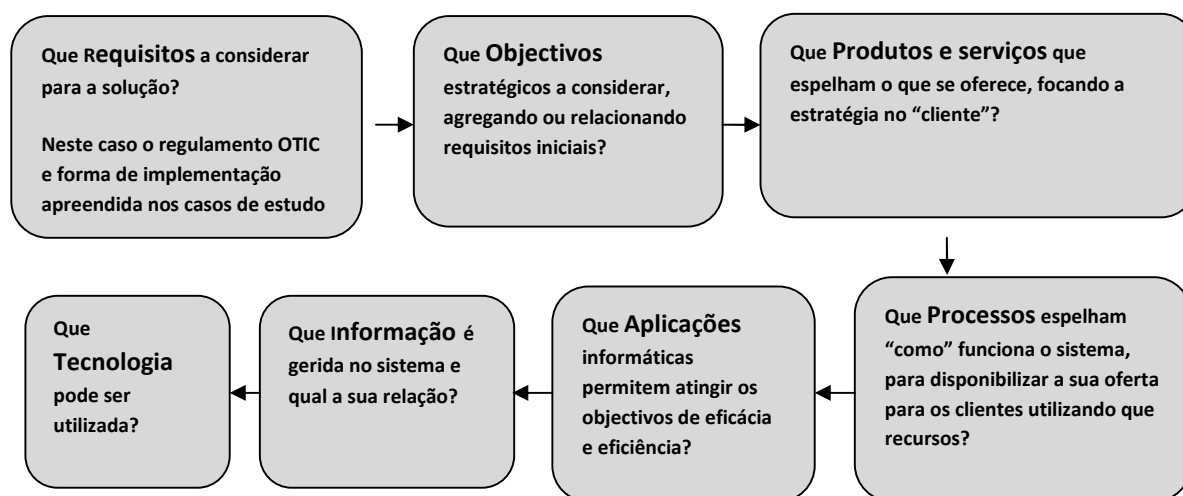 Que Requisitos a considerar
para a solução?
Neste caso o regulamento OTIC
e forma de implementação
apreendida nos casos de estudo
Que Objectivos
estratégicos a considerar,
agregando ou relacionando
requisitos iniciais?
Que Produtos e serviços que
espelham o que se oferece, focando a
estratégia no “cliente”?
Que Processos espelham
“como” funciona o sistema,
para disponibilizar a sua oferta
para os clientes utilizando que
recursos?
Que Aplicações
informáticas
permitem atingir os
objectivos de eficácia
e eficiência?
Que Informação é
gerida no sistema e
qual a sua relação?
Que
Tecnologia
pode ser
utilizada?